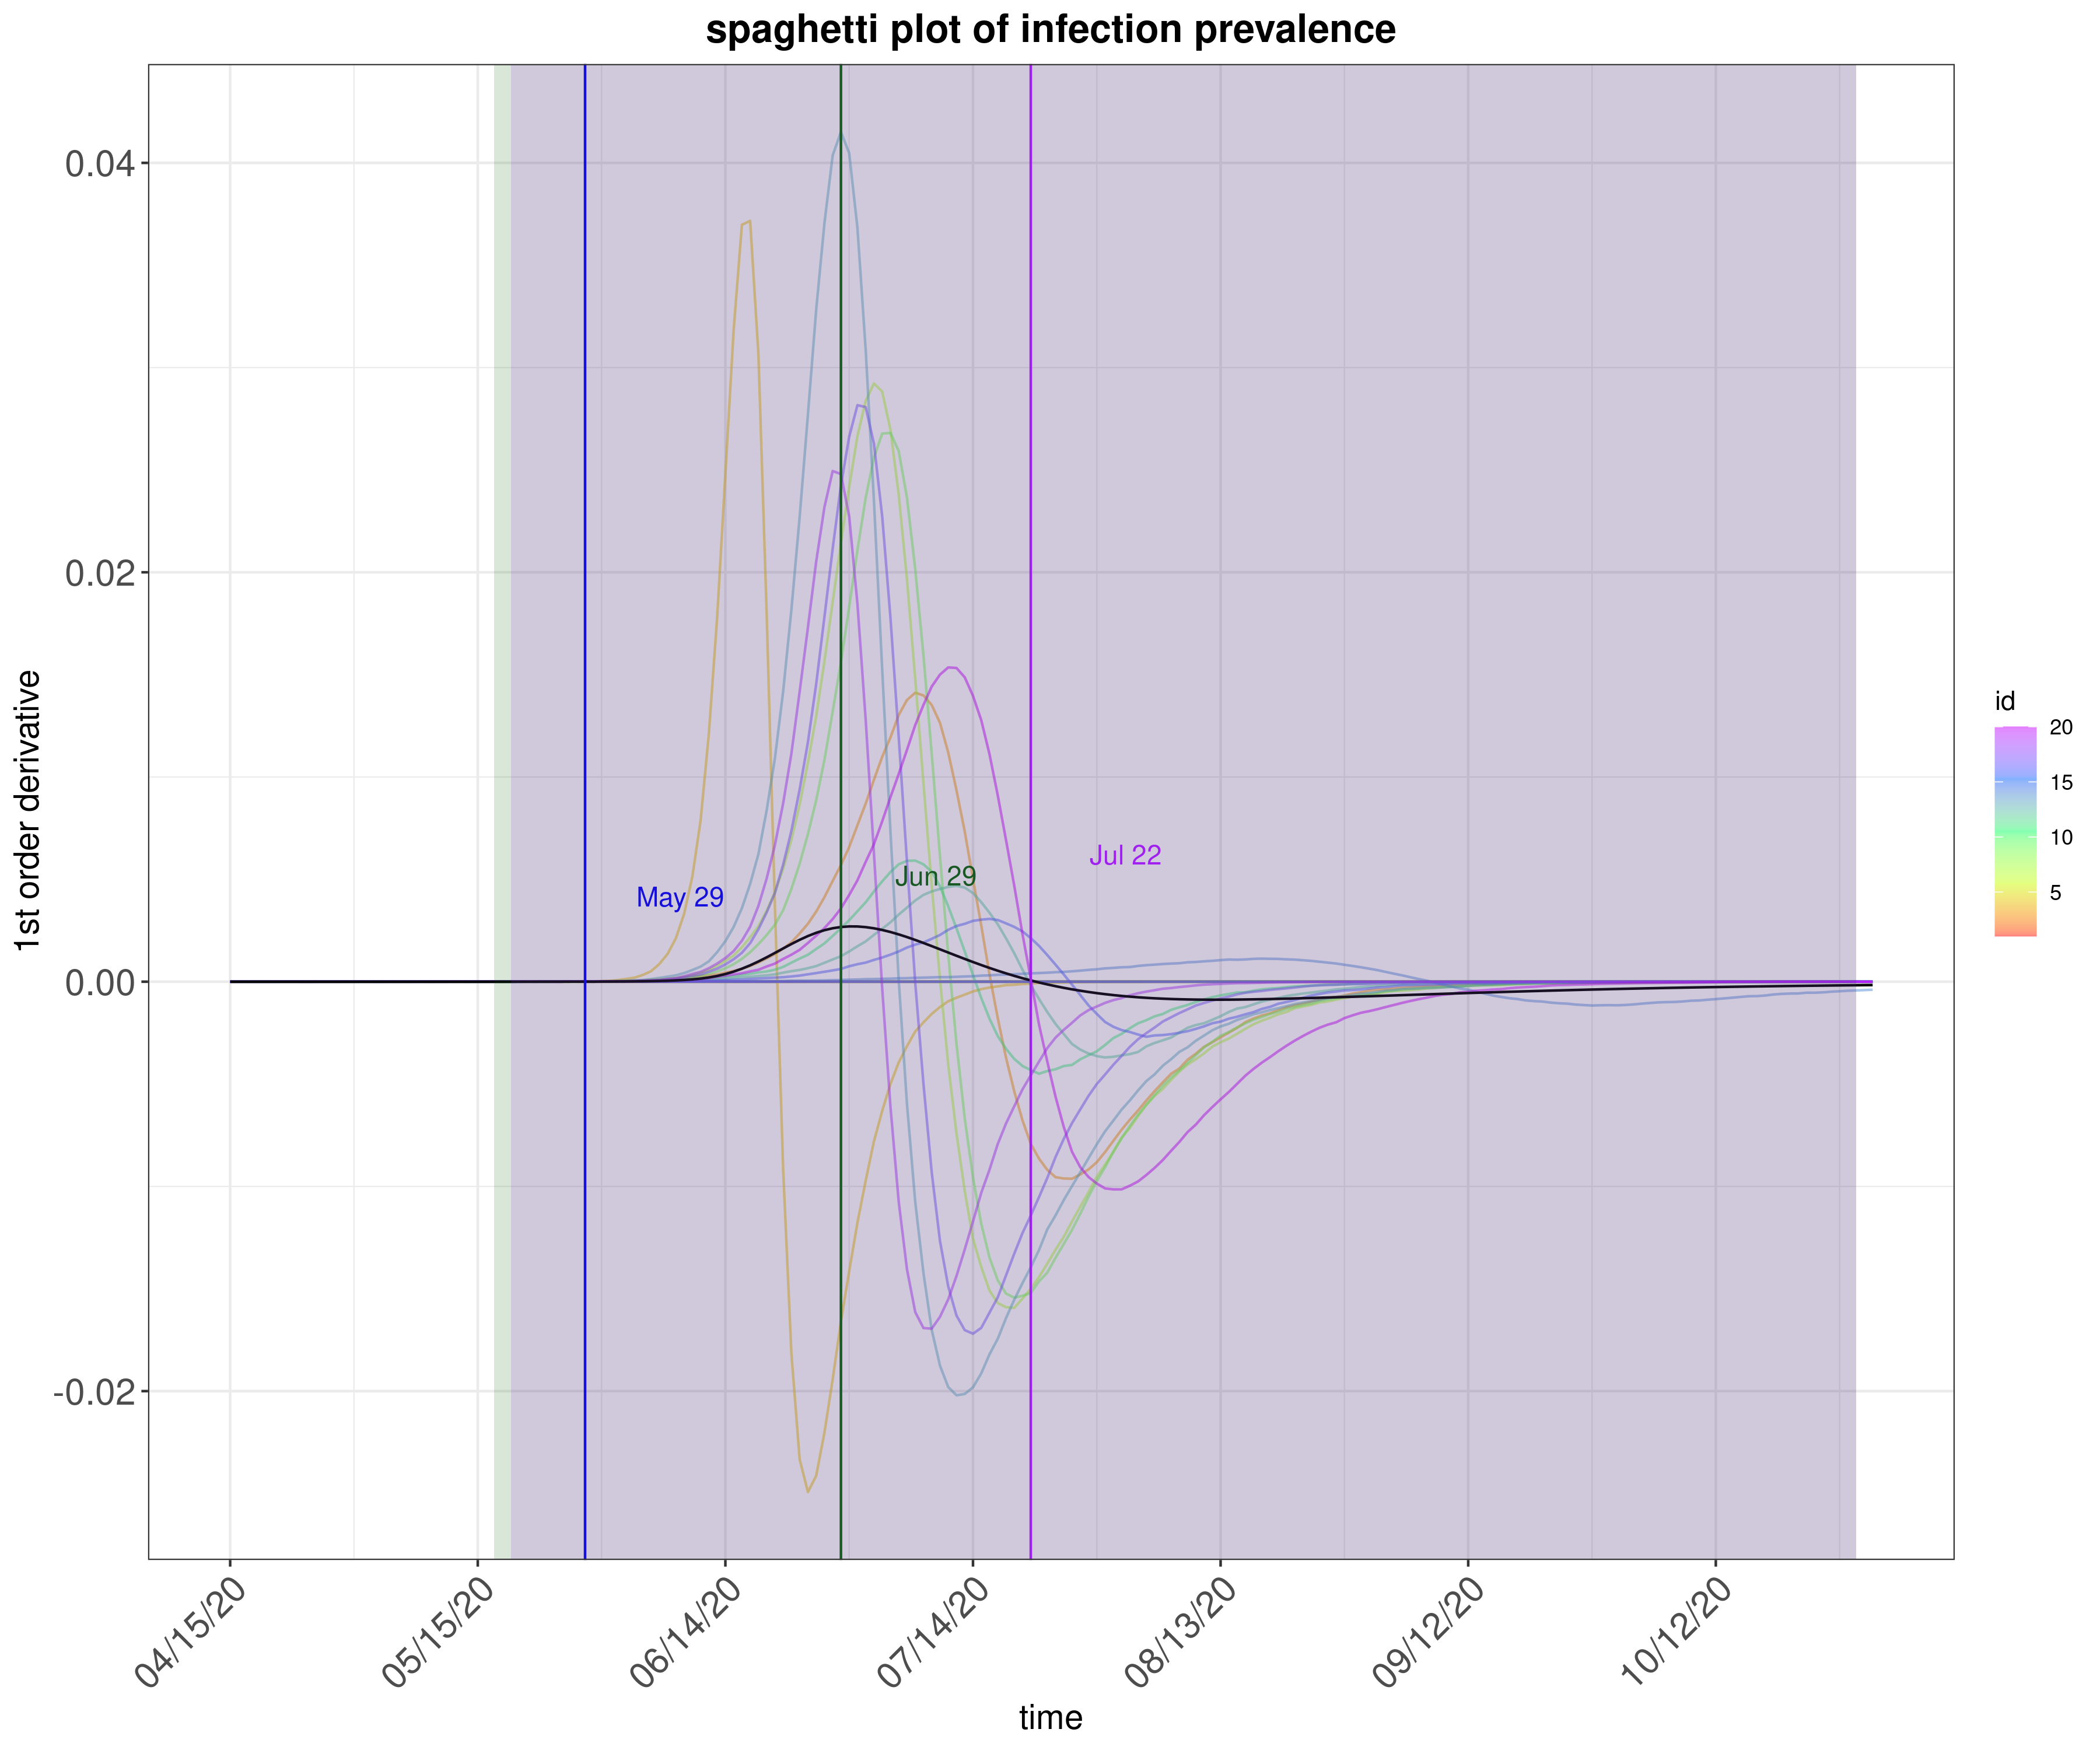 spaghetti plot of infection prevalence
0.04
0.02
0.00
-0.02
1st order derivative
May 29
Jun 29
Jul 22
04/15/20
05/15/20
06/14/20
07/14/20
08/13/20
09/12/20
10/12/20
time
id
20
15
10
5